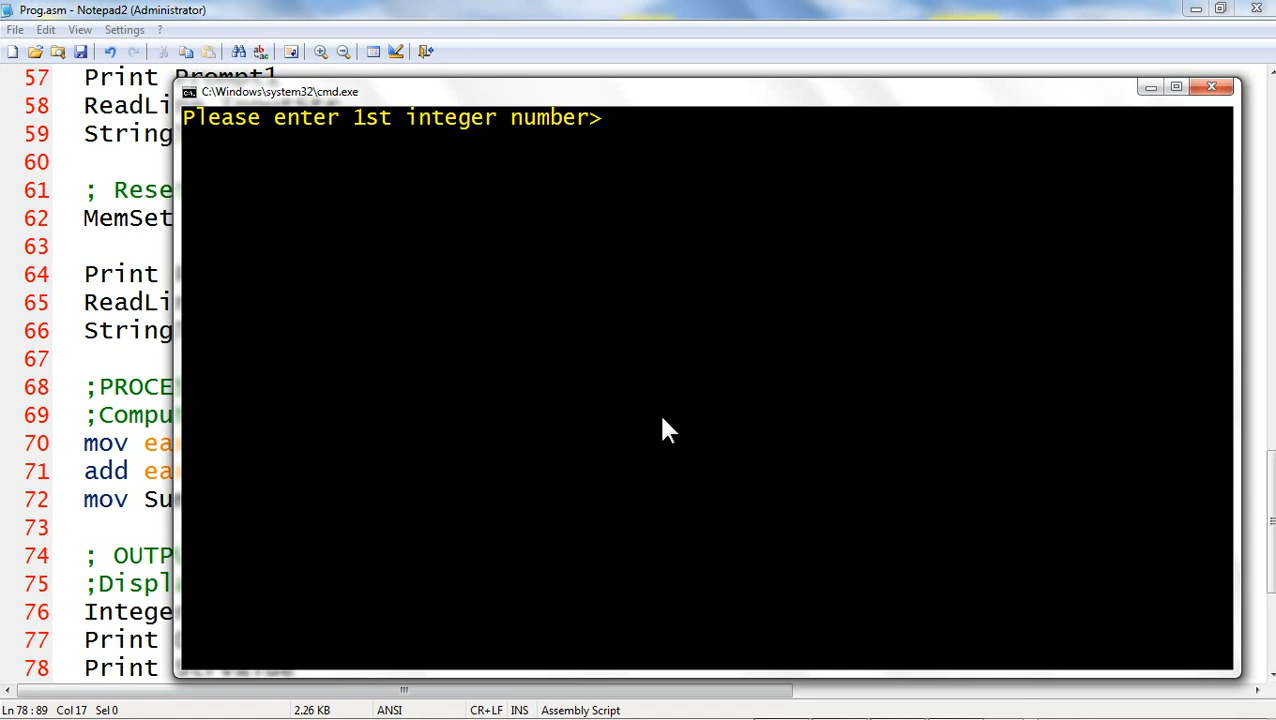 Prog.asm - Notepad2 (Administrator)
File Edit View Settings ?
C:\Windows\system32\cmd.exe
Please enter 1st integer number>
57 Print Prompt1
58 ReadLi
59 String
60
61 ; Rese
62 MemSet
63
64 Print
65 ReadLi
66 String
67
68 ;PROCE
69 ;Compu
70 mov ea
71 add ea
72 mov Su
73
74 ; OUTP
75 ;Displ
76 Intege
77 Print
78 Print
Ln 78 : 89 Col 17 Sel 0 2.26 KB ANSI CR+LF INS Assembly Script